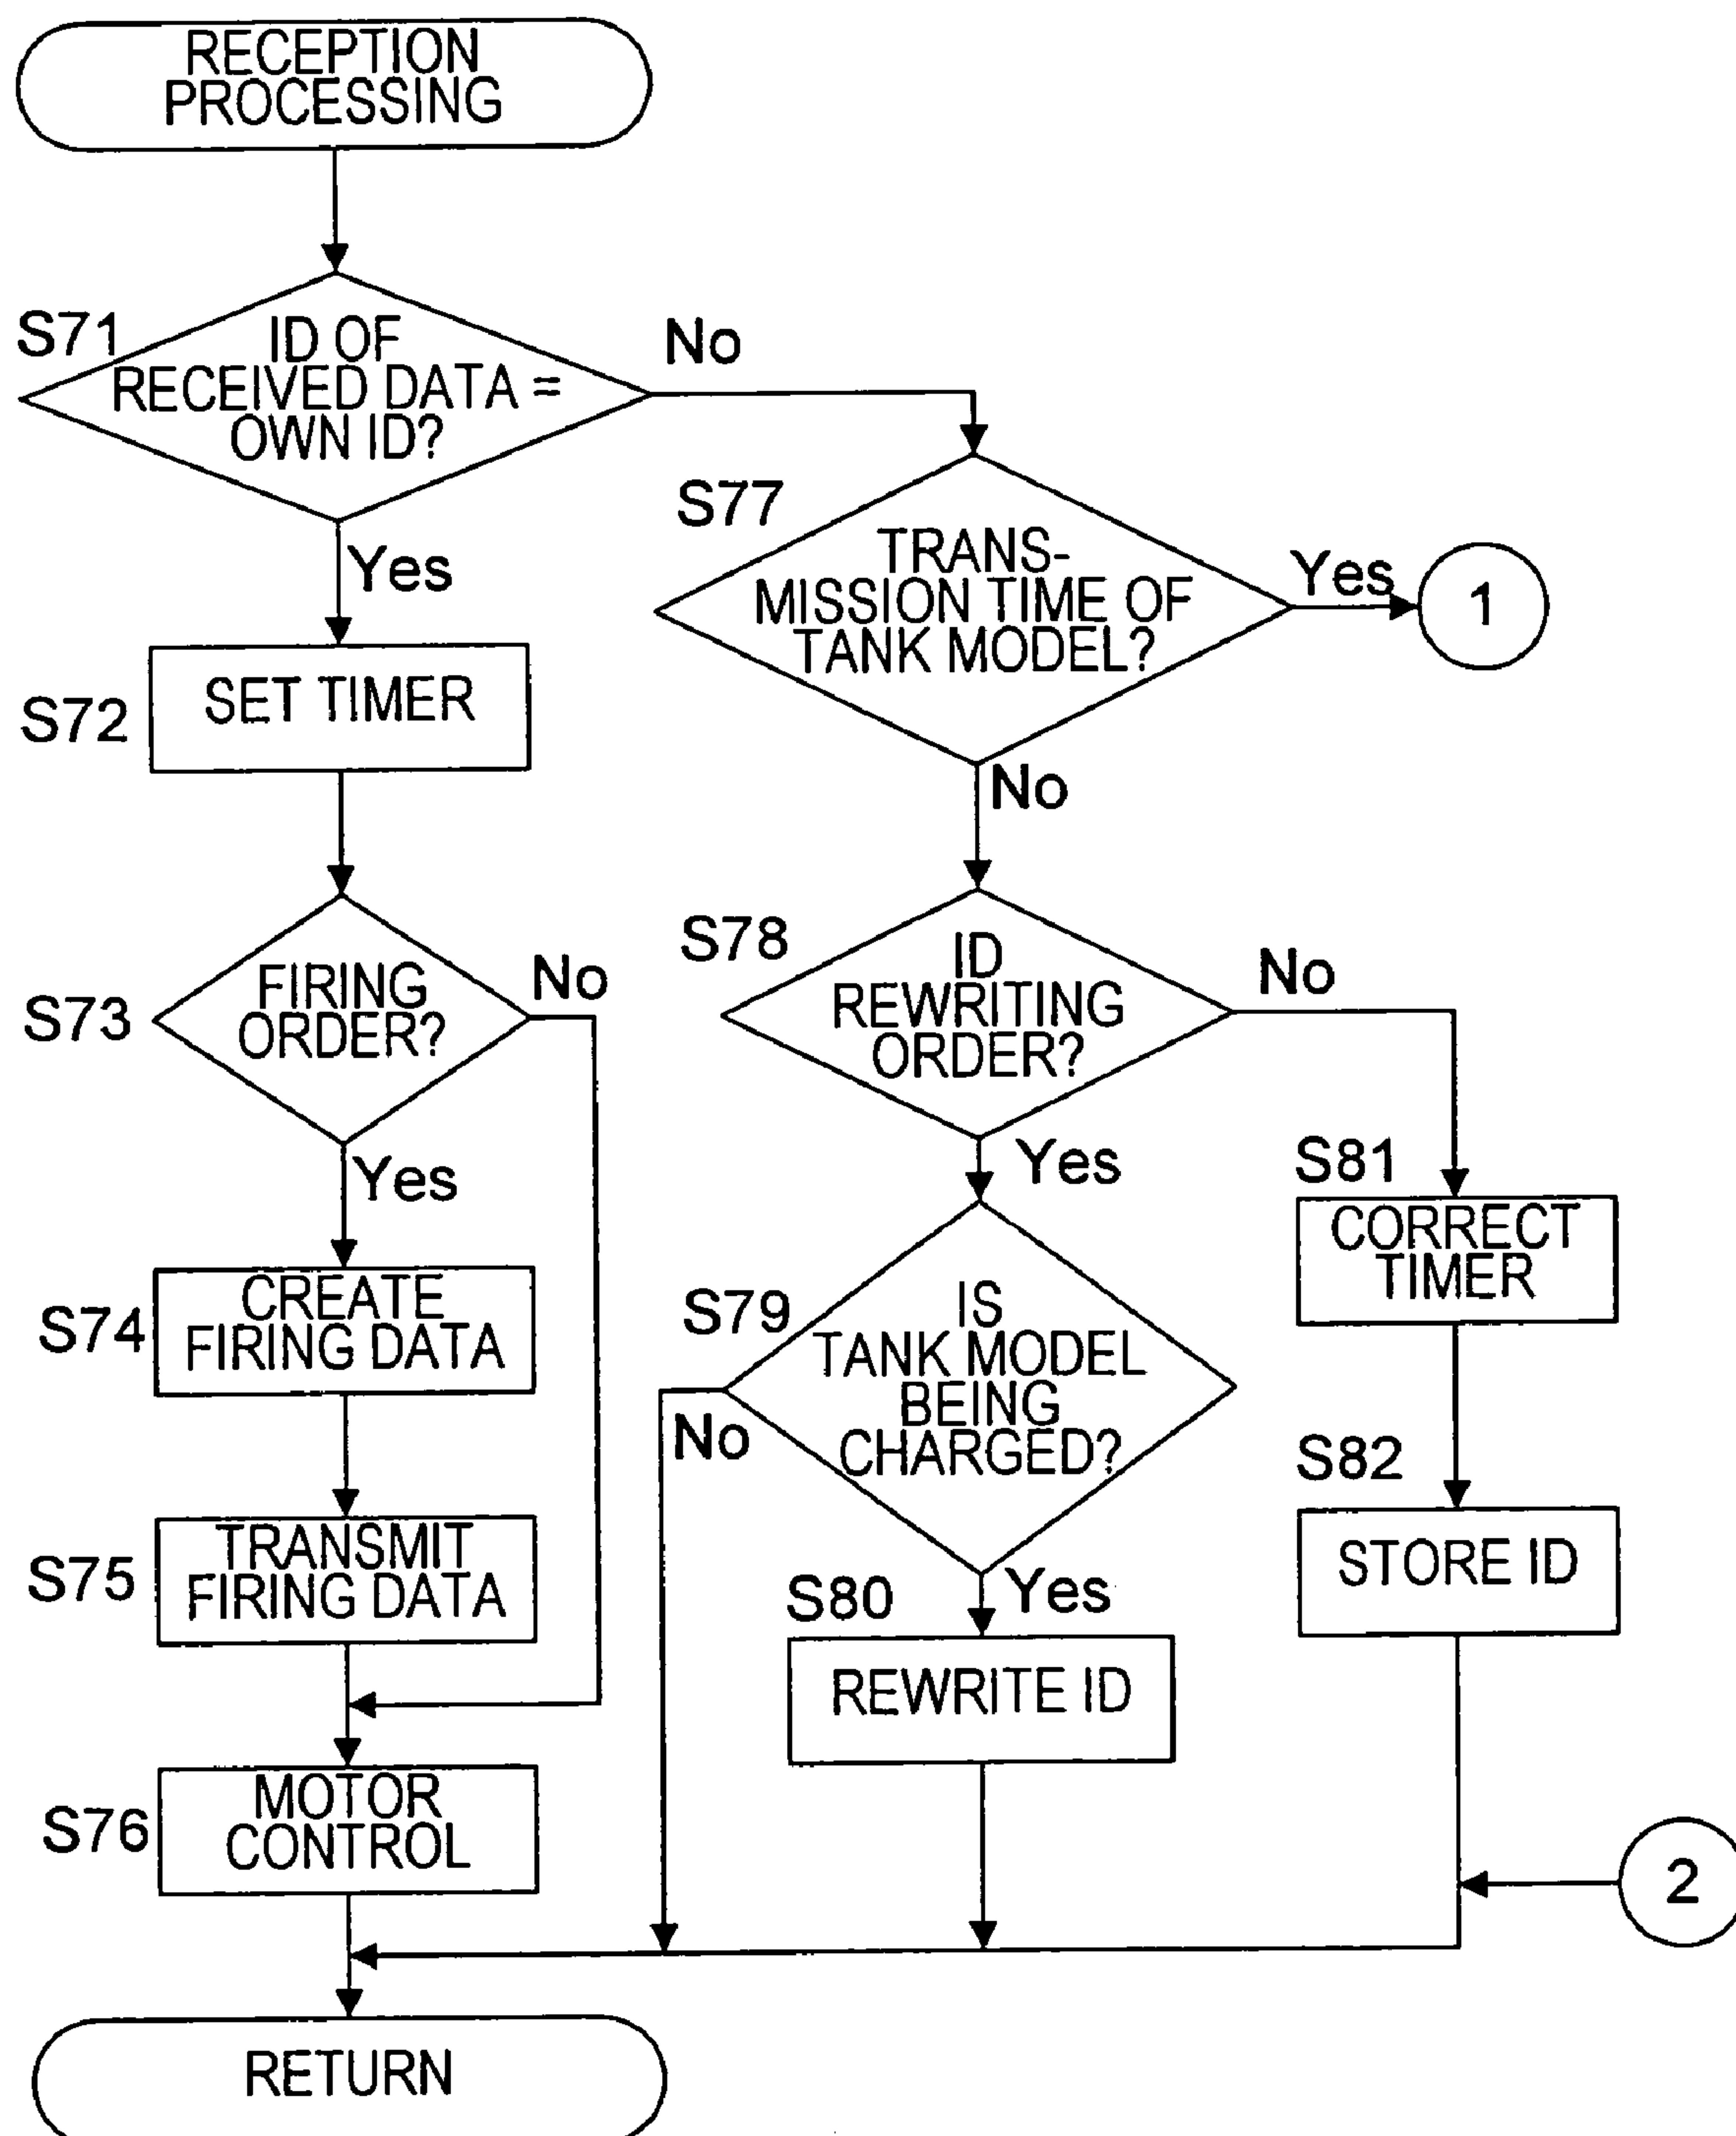 RECEPTION
PROCESSING
S71
ID OF
RECEIVED DATA =
OWN ID?
No
Yes
S72
SET TIMER
S73
FIRING
ORDER?
No
Yes
S74
CREATE
FIRING DATA
S75
TRANSMIT
FIRING DATA
S76
MOTOR
CONTROL
RETURN
S77
TRANS-
MISSION TIME OF
TANK MODEL?
Yes
1
No
S78
ID
REWRITING
ORDER?
No
Yes
S79
IS
TANK MODEL
BEING
CHARGED?
No
Yes
S80
REWRITE ID
S81
CORRECT
TIMER
S82
STORE ID
2